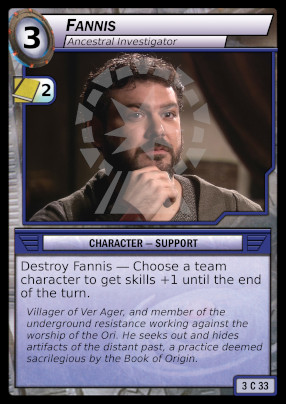 3
FANNIS
Ancestral Investigator
2
CHARACTER – SUPPORT
Destroy Fannis — Choose a team
character to get skills +1 until the end
of the turn.
Villager of Ver Ager, and member of the
underground resistance working against the
worship of the Ori. He seeks out and hides
artifacts of the distant past, a practice deemed
sacrilegious by the Book of Origin.
3 C 33